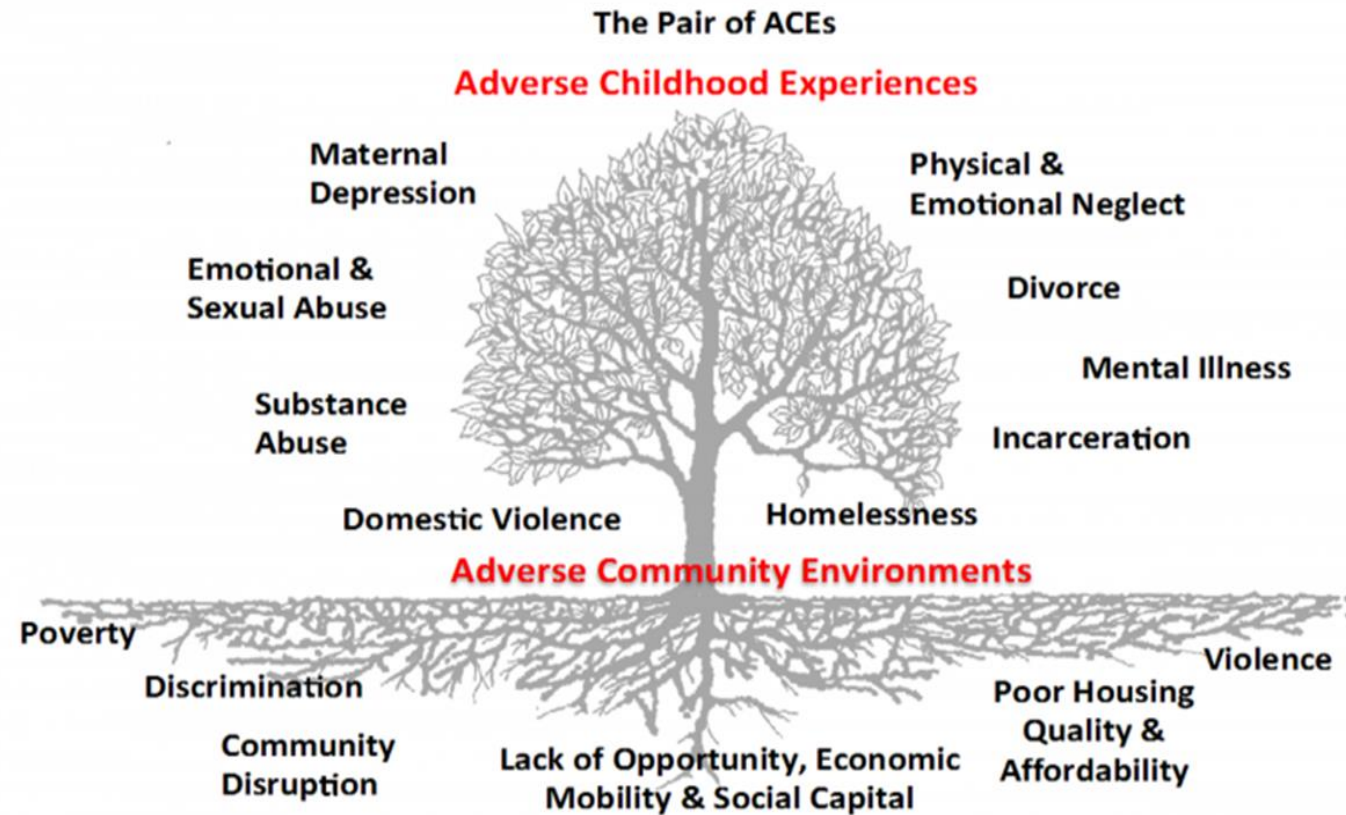 The Pair of ACEs
Adverse Childhood Experiences
Maternal
Depression
Physical &
Emotional Neglect
Emotional &
Sexual Abuse
Divorce
Mental Illness
Substance
Abuse
Incarceration
Domestic Violence
Homelessness
Adverse Community Environments
Poverty
Violence
Discrimination
Poor Housing
Quality &
Affordability
Community
Disruption
Lack of Opportunity, Economic
Mobility & Social Capital